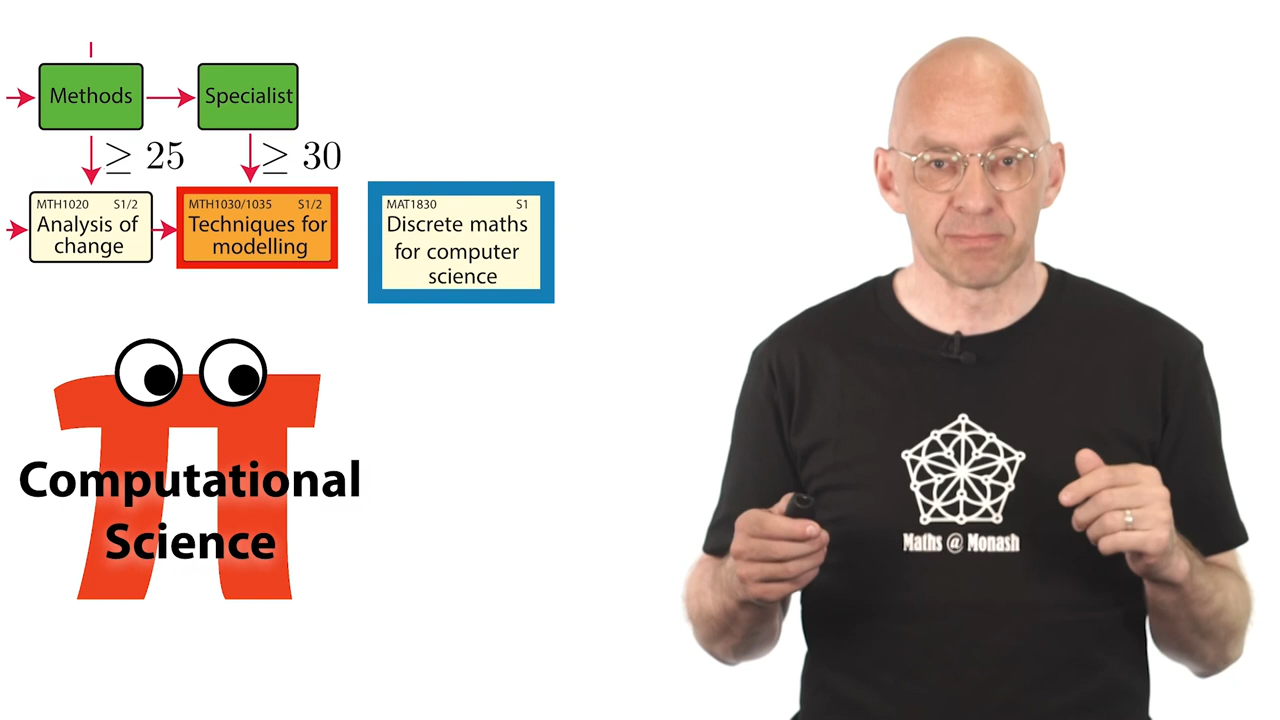 Methods
Specialist
≥ 25
≥ 30
MTH1020 S1/2
Analysis of
change
MTH1030/1035 S1/2
Techniques for
modelling
MAT1830 S1
Discrete maths
for computer
science
Computational
Science
Maths @ Monash